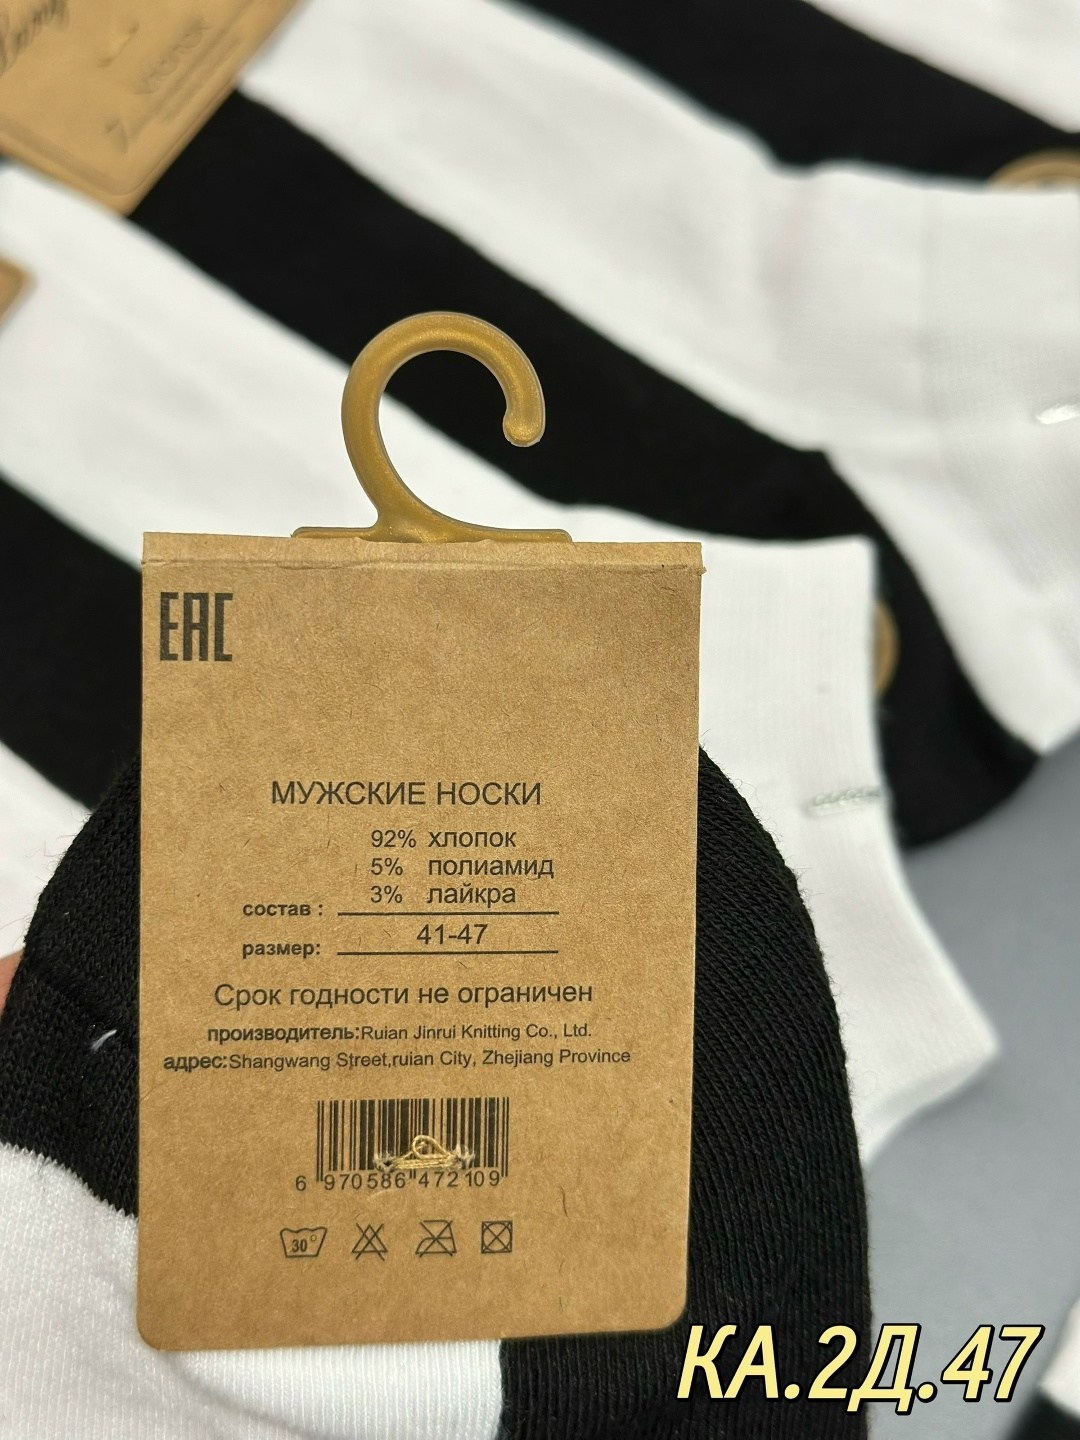 EAC
МУЖСКИЕ НОСКИ
92% хлопок
5% полиамид
3% лайкра
состав :
размер: 41-47
Срок годности не ограничен
производитель:Ruian Jinrui Knitting Co., Ltd.
адрес:Shangwang Street,ruian City, Zhejiang Province
6 970586 472109
30°
КА.2Д.47